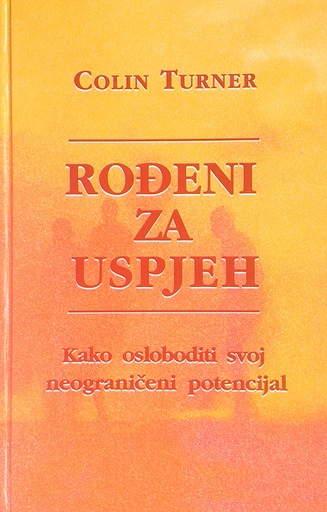 COLIN TURNER
ROĐENI
ZA
USPJEH
Kako osloboditi svoj
neograničeni potencijal